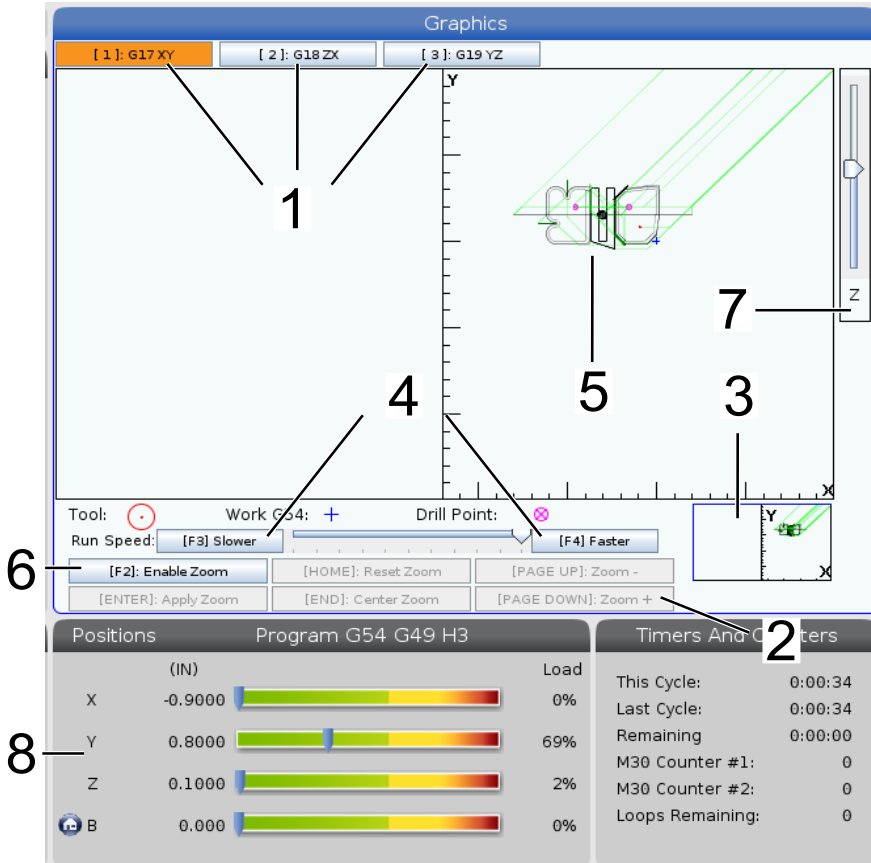 Graphics
[ 1 ]: G17 XY [ 2 ]: G18 ZX [ 3 ]: G19 YZ
Y
1
Z
7
5
4
3
X
Tool: Work G54: + Drill Point:
Y
Run Speed: [F3] Slower [F4] Faster
6 [F2]: Enable Zoom [HOME]: Reset Zoom [PAGE UP]: Zoom -
X
[ENTER]: Apply Zoom [END]: Center Zoom [PAGE DOWN]: Zoom +
2
Positions Program G54 G49 H3 Timers And C ters
(IN) Load
X -0.9000 0%
Y 0.8000 69%
Z 0.1000 2%
B 0.000 0%
8
This Cycle: 0:00:34
Last Cycle: 0:00:34
Remaining 0:00:00
M30 Counter #1: 0
M30 Counter #2: 0
Loops Remaining: 0